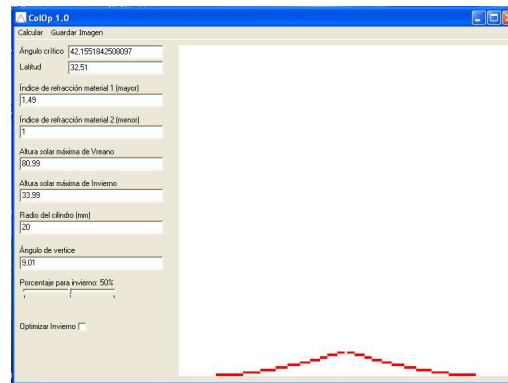 ColOp 1.0
Calcular Guardar Imagen
Ángulo crítico 42,1551842508097
Latitud 32,51
Índice de refracción material 1 (mayor)
1,49
Índice de refracción material 2 (menor)
1
Altura solar máxima de Vreano
80,99
Altura solar máxima de Invierno
33,99
Radio del cilindro (mm)
20
Ángulo de vertice
9,01
Porcentaje para invierno: 50%
Optimizar Invierno